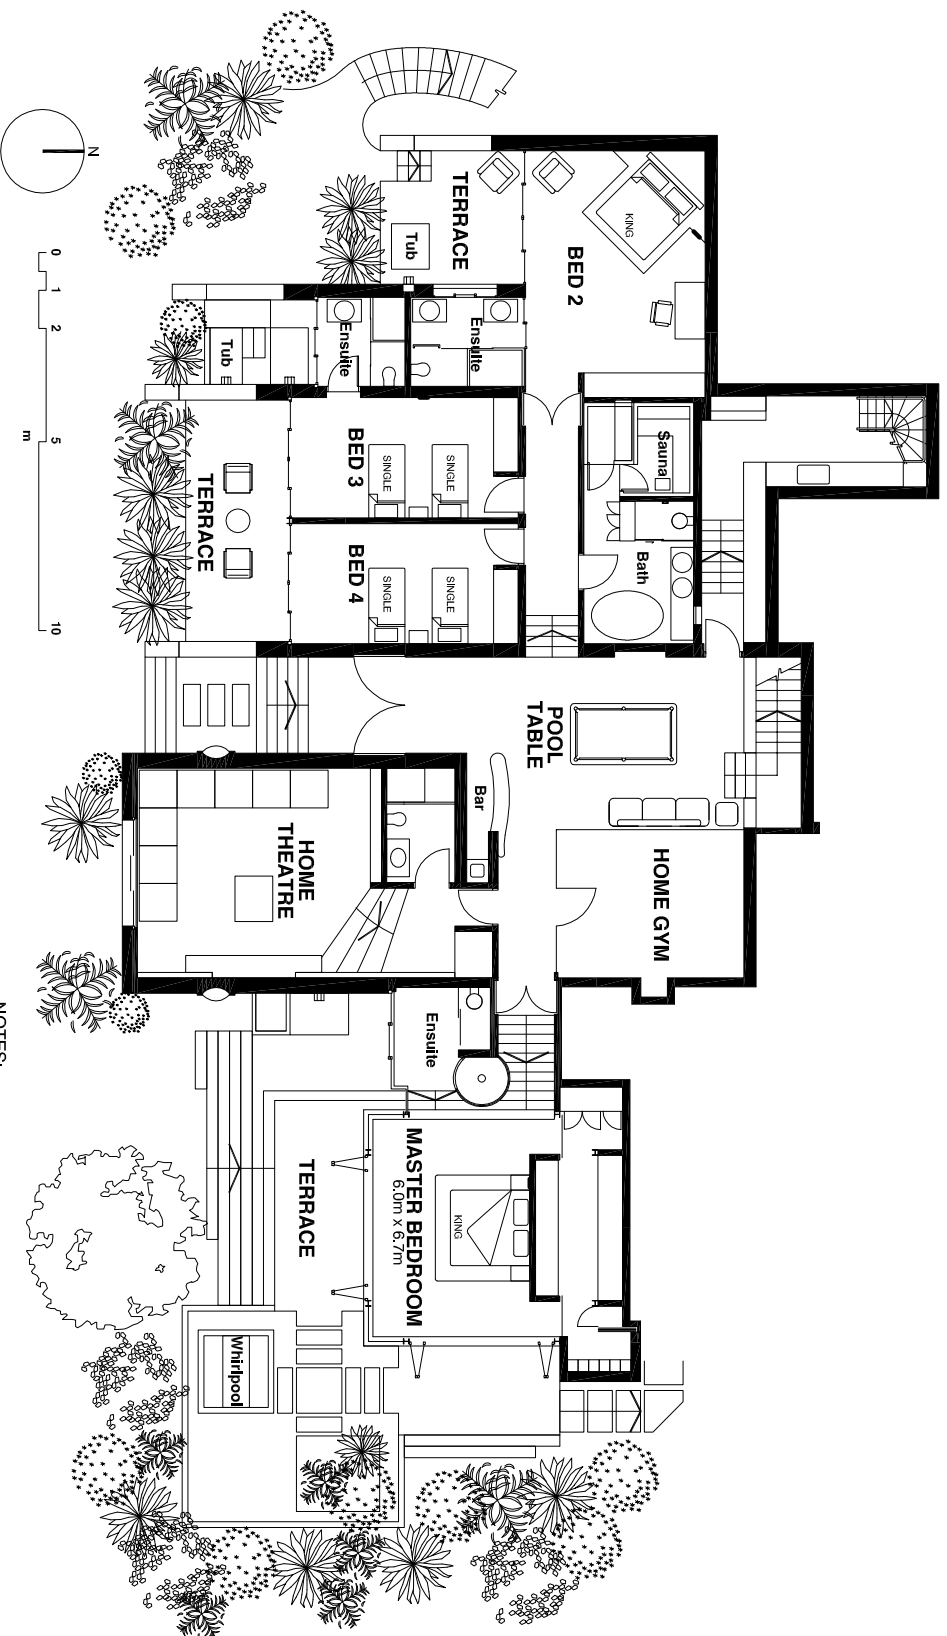 N
0
1
2
5
10
m
TERRACE
Tub
BED 2
KING
Ensuite
Ensuite
Tub
BED 3
SINGLE
SINGLE
TERRACE
BED 4
SINGLE
SINGLE
Sauna
Bath
POOL
TABLE
Bar
HOME
THEATRE
HOME GYM
Ensuite
MASTER BEDROOM
6.0m x 6.7m
KING
TERRACE
Whirlpool
NOTES: